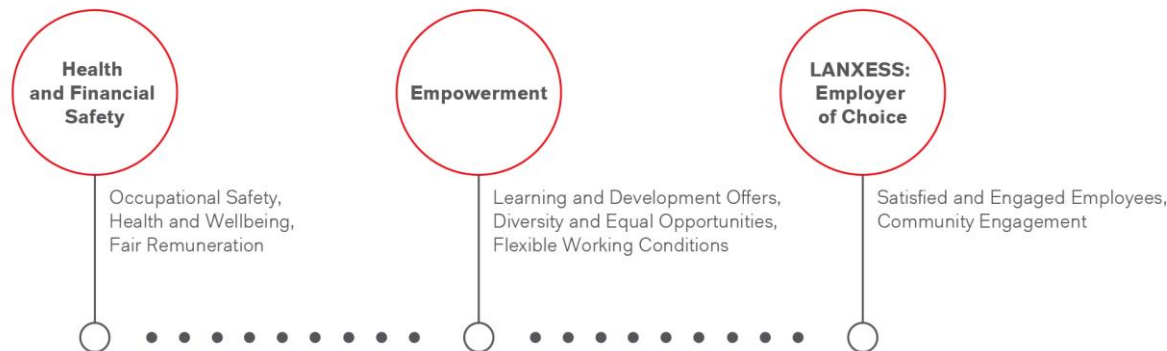 Health
and Financial
Safety
Occupational Safety,
Health and Wellbeing,
Fair Remuneration
Empowerment
Learning and Development Offers,
Diversity and Equal Opportunities,
Flexible Working Conditions
LANXESS:
Employer
of Choice
Satisfied and Engaged Employees,
Community Engagement